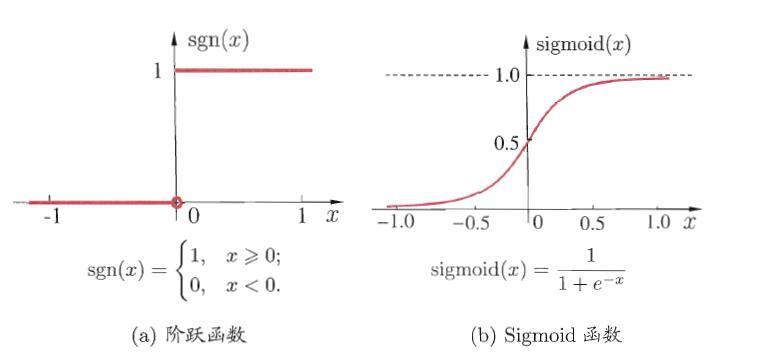 sgn(x)
1
-1
0
1
x
sgn(x) = { 1, x ⩾ 0;
0, x < 0.
(a) 阶跃函数
sigmoid(x)
1.0
0.5
-1.0
-0.5
0
0.5
1.0
x
sigmoid(x) = 1 / 1 + e^{-x}
(b) Sigmoid 函数